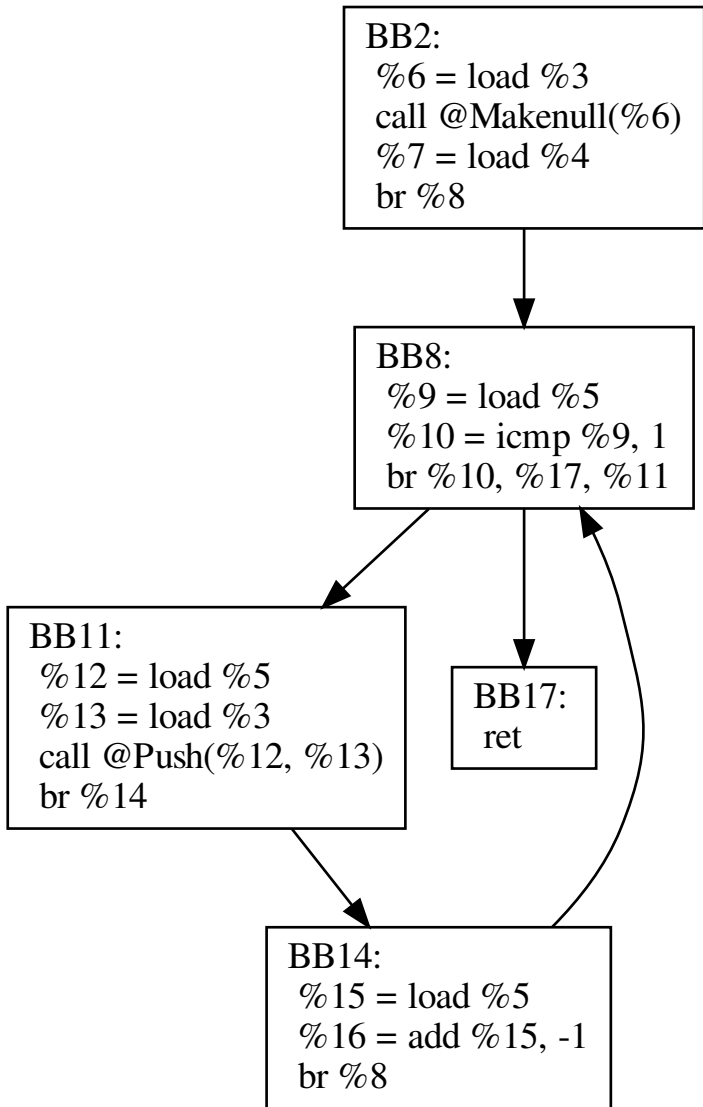 BB2:
%6 = load %3
call @Makenull(%6)
%7 = load %4
br %8
BB8:
%9 = load %5
%10 = icmp %9, 1
br %10, %17, %11
BB11:
%12 = load %5
%13 = load %3
call @Push(%12, %13)
br %14
BB17:
ret
BB14:
%15 = load %5
%16 = add %15, -1
br %8